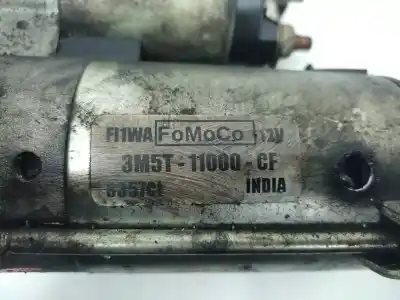 FI1WA FoMoCo 12V
3M5T-11000-CF
INDIA